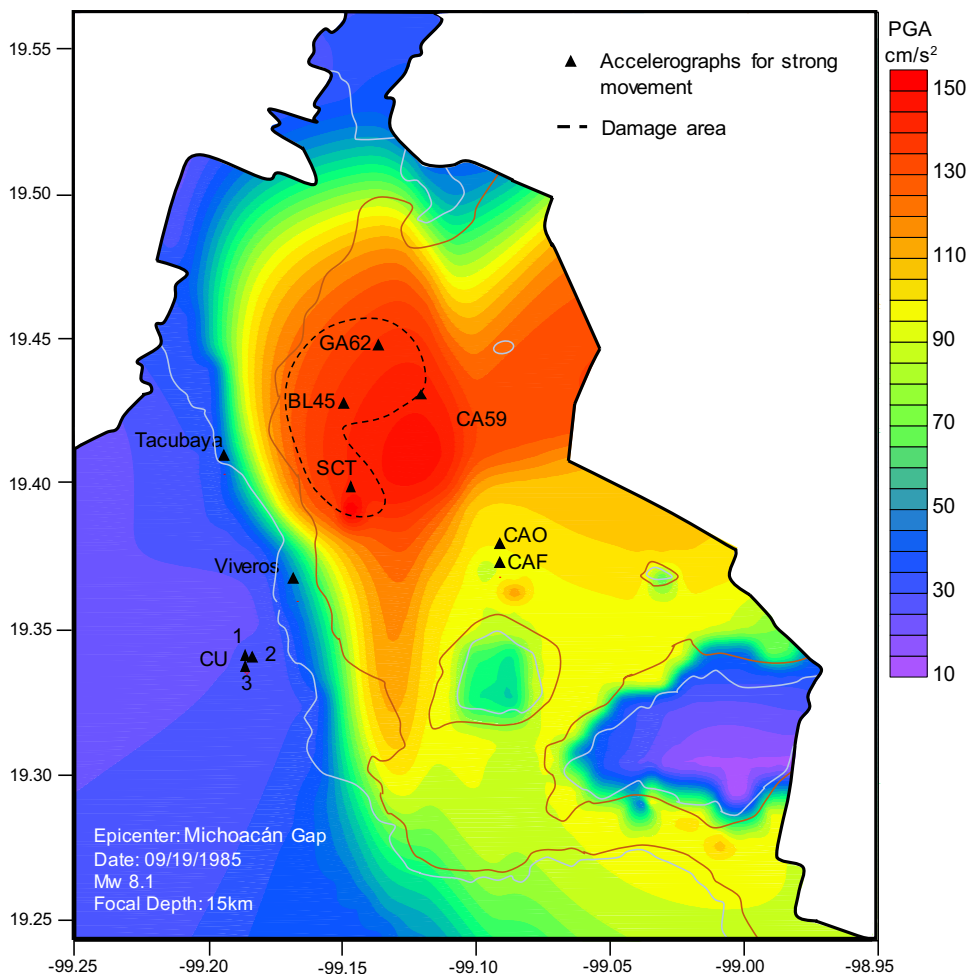 PGA
cm/s²
Accelerographs for strong
movement
Damage area
19.55
19.50
19.45
19.40
19.35
19.30
19.25
150
130
110
90
70
50
30
10
GA62
BL45
CA59
Tacubaya
SCT
CAO
CAF
Viveros
1
CU
2
3
Epicenter: Michoacán Gap
Date: 09/19/1985
Mw 8.1
Focal Depth: 15km
-99.25
-99.20
-99.15
-99.10
-99.05
-99.00
-98.95